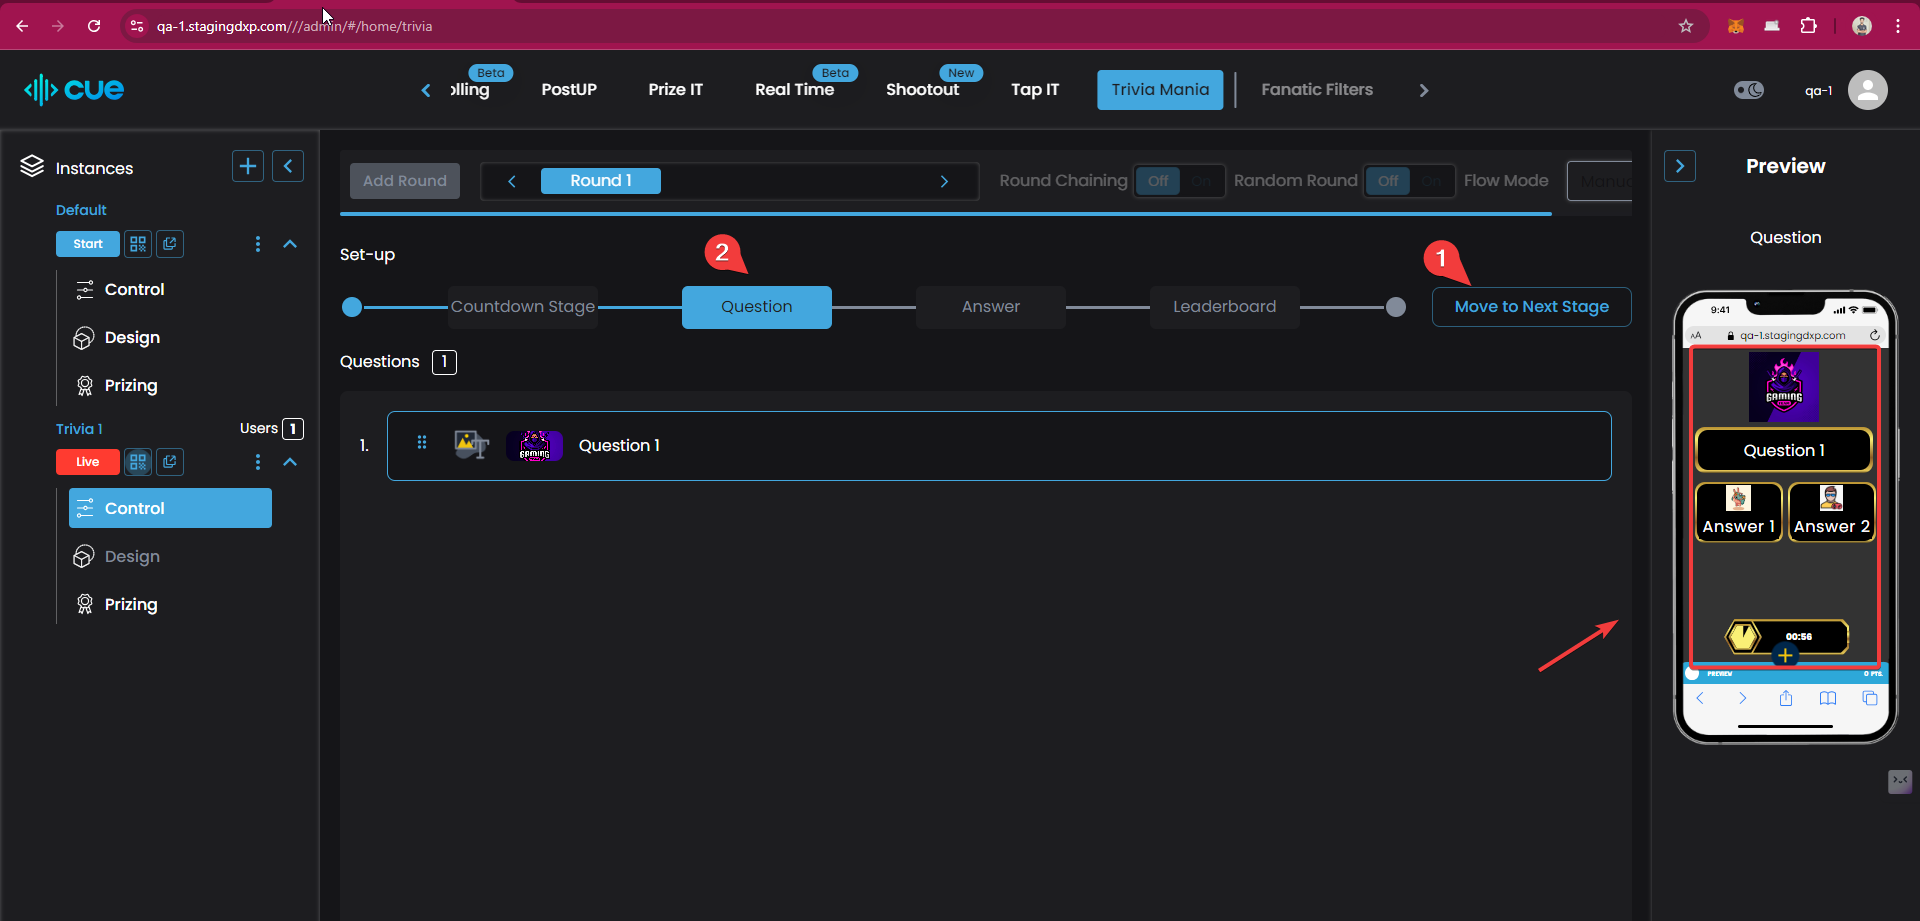 qa-1.stagingdxp.com///admin/#/home/trivia
cue
olling
Beta
PostUP
Prize IT
Real Time
Beta
Shootout
New
Tap IT
Trivia Mania
Fanatic Filters
qa-1
Instances
Default
Start
Control
Design
Prizing
Trivia 1
Users 1
Live
Control
Design
Prizing
Add Round
Round 1
Round Chaining
Off
On
Random Round
Off
On
Flow Mode
Manu
Set-up
2
1
Countdown Stage
Question
Answer
Leaderboard
Move to Next Stage
Questions 1
1.
GAMING
Question 1
Preview
Question
9:41
AA
qa-1.stagingdxp.com
GAMING
Question 1
Answer 1
Answer 2
00:56
PREVIEW
0 Pts.